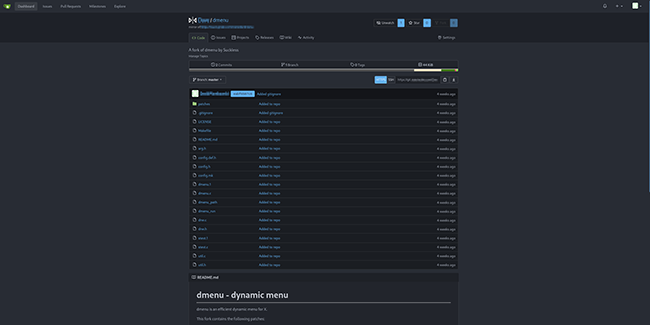 Dashboard Issues Pull Requests Milestones Explore
/ dmenu
Unwatch Star
Code Issues Projects Releases Wiki Activity Settings
A fork of dmenu by Suckless
Manage Topics
Commits 1 Branch 0 Tags
Branch: master
Added .gitignore 4 weeks ago
patches Added to repo 4 weeks ago
.gitignore Added .gitignore 4 weeks ago
LICENSE Added to repo 4 weeks ago
Makefile Added to repo 4 weeks ago
README.md Added to repo 4 weeks ago
arg.h Added to repo 4 weeks ago
config.def.h Added to repo 4 weeks ago
config.h Added to repo 4 weeks ago
config.mk Added to repo 4 weeks ago
dmenu.1 Added to repo 4 weeks ago
dmenu.c Added to repo 4 weeks ago
dmenu_path Added to repo 4 weeks ago
dmenu_run Added to repo 4 weeks ago
drw.c Added to repo 4 weeks ago
drw.h Added to repo 4 weeks ago
stest.1 Added to repo 4 weeks ago
stest.c Added to repo 4 weeks ago
util.c Added to repo 4 weeks ago
util.h Added to repo 4 weeks ago
README.md
dmenu - dynamic menu
dmenu is an efficient dynamic menu for X.
This fork contains the following patches